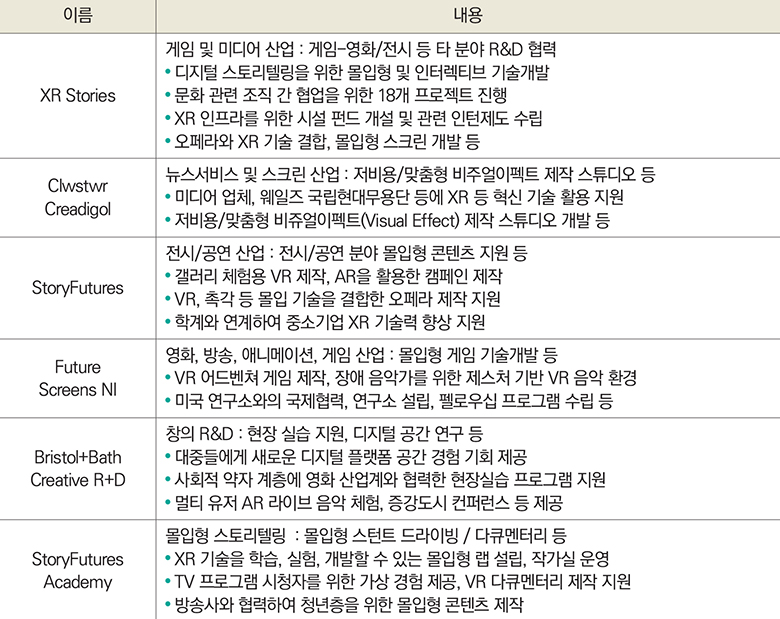 이름
내용
XR Stories
게임 및 미디어 산업 : 게임-영화/전시 등 타 분야 R&D 협력
• 디지털 스토리텔링을 위한 몰입형 및 인터렉티브 기술개발
• 문화 관련 조직 간 협업을 위한 18개 프로젝트 진행
• XR 인프라를 위한 시설 펀드 개설 및 관련 인턴제도 수립
• 오페라와 XR 기술 결합, 몰입형 스크린 개발 등
Clwstwr
Creadigol
뉴스서비스 및 스크린 산업 : 저비용/맞춤형 비주얼이펙트 제작 스튜디오 등
• 미디어 업체, 웨일즈 국립현대무용단 등에 XR 등 혁신 기술 활용 지원
• 저비용/맞춤형 비쥬얼이펙트(Visual Effect) 제작 스튜디오 개발 등
StoryFutures
전시/공연 산업 : 전시/공연 분야 몰입형 콘텐츠 지원 등
• 갤러리 체험용 VR 제작, AR을 활용한 캠페인 제작
• VR, 촉각 등 몰입 기술을 결합한 오페라 제작 지원
• 학계와 연계하여 중소기업 XR 기술력 향상 지원
Future
Screens NI
영화, 방송, 애니메이션, 게임 산업 : 몰입형 게임 기술개발 등
• VR 어드벤쳐 게임 제작, 장애 음악가를 위한 제스처 기반 VR 음악 환경
• 미국 연구소와의 국제협력, 연구소 설립, 펠로우십 프로그램 수립 등
Bristol+Bath
Creative R+D
창의 R&D : 현장 실습 지원, 디지털 공간 연구 등
• 대중들에게 새로운 디지털 플랫폼 공간 경험 기회 제공
• 사회적 약자 계층에 영화 산업계와 협력한 현장실습 프로그램 지원
• 멀티 유저 AR 라이브 음악 체험, 증강도시 컨퍼런스 등 제공
StoryFutures
Academy
몰입형 스토리텔링 : 몰입형 스턴트 드라이빙 / 다큐멘터리 등
• XR 기술을 학습, 실험, 개발할 수 있는 몰입형 랩 설립, 작가실 운영
• TV 프로그램 시청자를 위한 가상 경험 제공, VR 다큐멘터리 제작 지원
• 방송사와 협력하여 청년층을 위한 몰입형 콘텐츠 제작